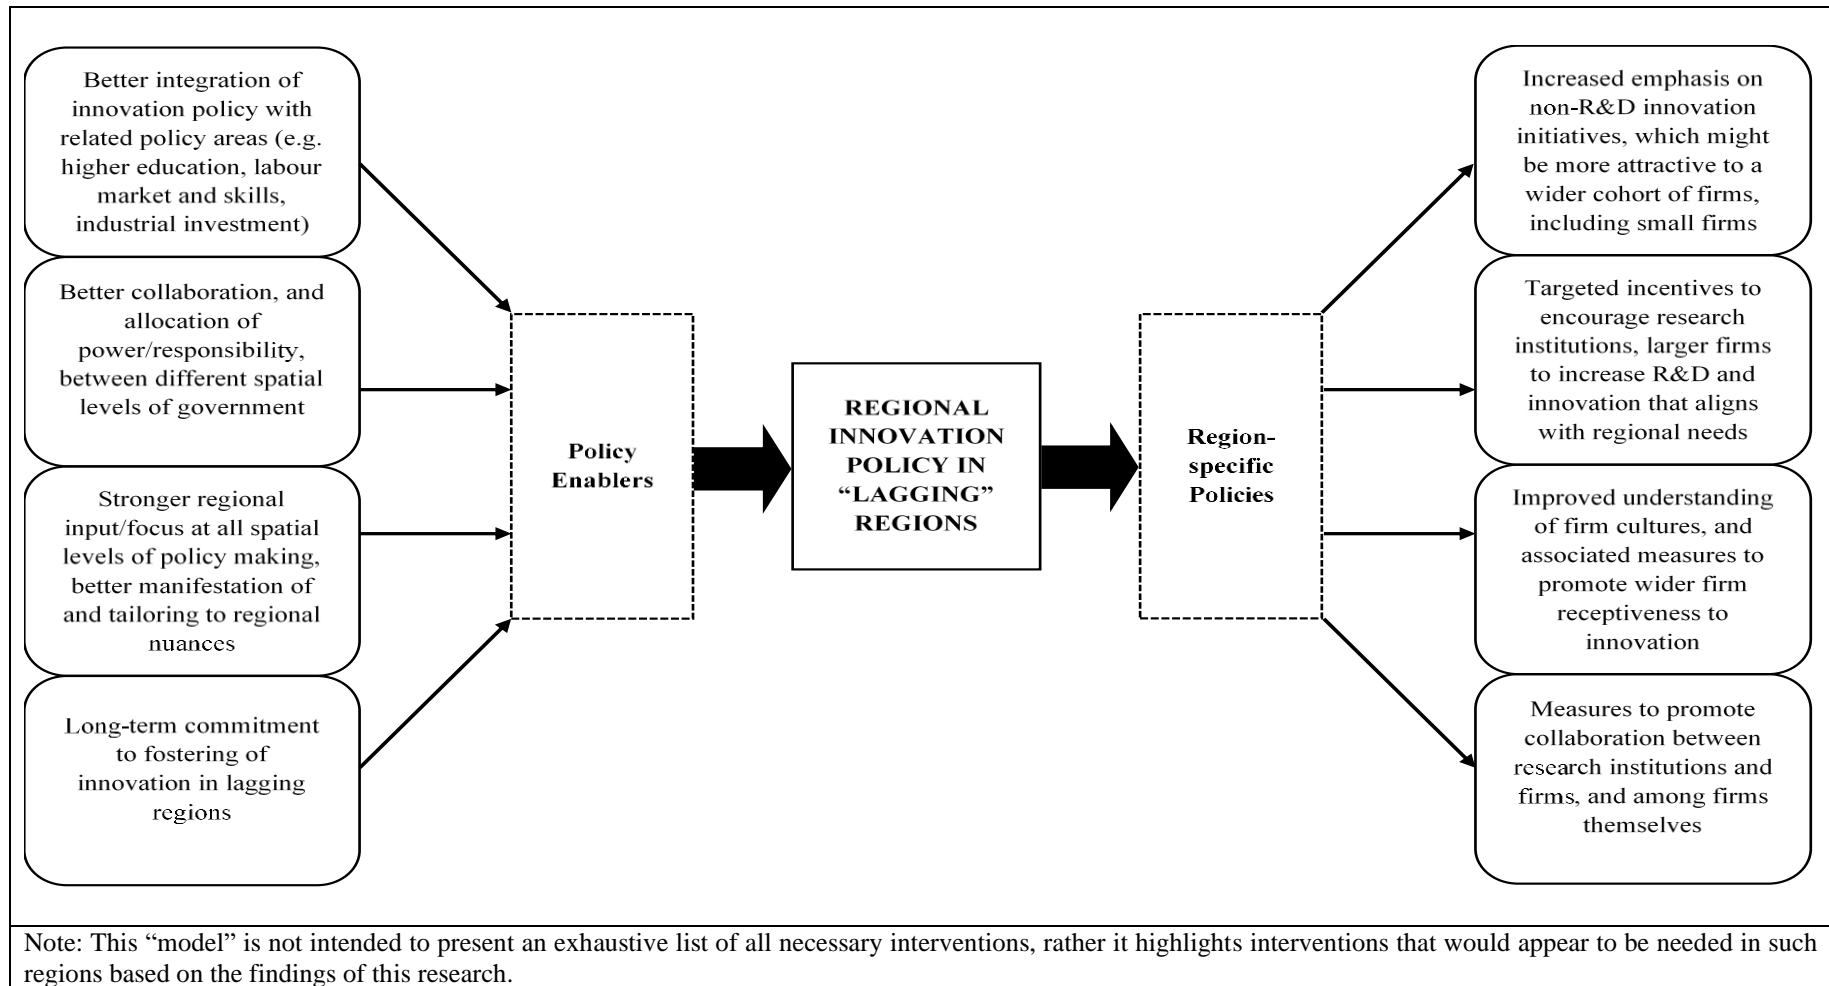 Better integration of
innovation policy with
related policy areas (e.g.
higher education, labour
market and skills,
industrial investment)
Better collaboration, and
allocation of
power/responsibility,
between different spatial
levels of government
Stronger regional
input/focus at all spatial
levels of policy making,
better manifestation of
and tailoring to regional
nuances
Long-term commitment
to fostering of
innovation in lagging
regions
Policy
Enablers
REGIONAL
INNOVATION
POLICY IN
“LAGGING”
REGIONS
Region-
specific
Policies
Increased emphasis on
non-R&D innovation
initiatives, which might
be more attractive to a
wider cohort of firms,
including small firms
Targeted incentives to
encourage research
institutions, larger firms
to increase R&D and
innovation that aligns
with regional needs
Improved understanding
of firm cultures, and
associated measures to
promote wider firm
receptiveness to
innovation
Measures to promote
collaboration between
research institutions and
firms, and among firms
themselves
Note: This “model” is not intended to present an exhaustive list of all necessary interventions, rather it highlights interventions that would appear to be needed in such
regions based on the findings of this research.